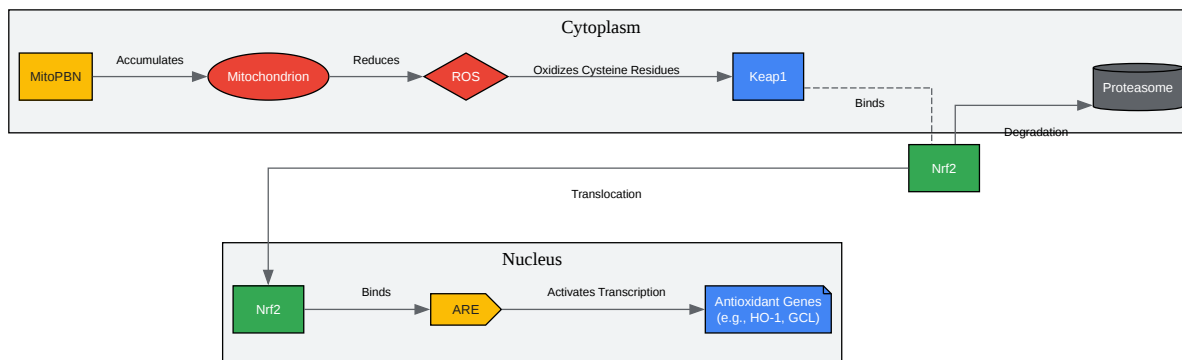 Cytoplasm
MitoPBN
Accumulates
Mitochondrion
Reduces
ROS
Oxidizes Cysteine Residues
Keap1
Binds
Proteasome
Degradation
Nrf2
Translocation
Nucleus
Nrf2
Binds
ARE
Activates Transcription
Antioxidant Genes
(e.g., HO-1, GCL)